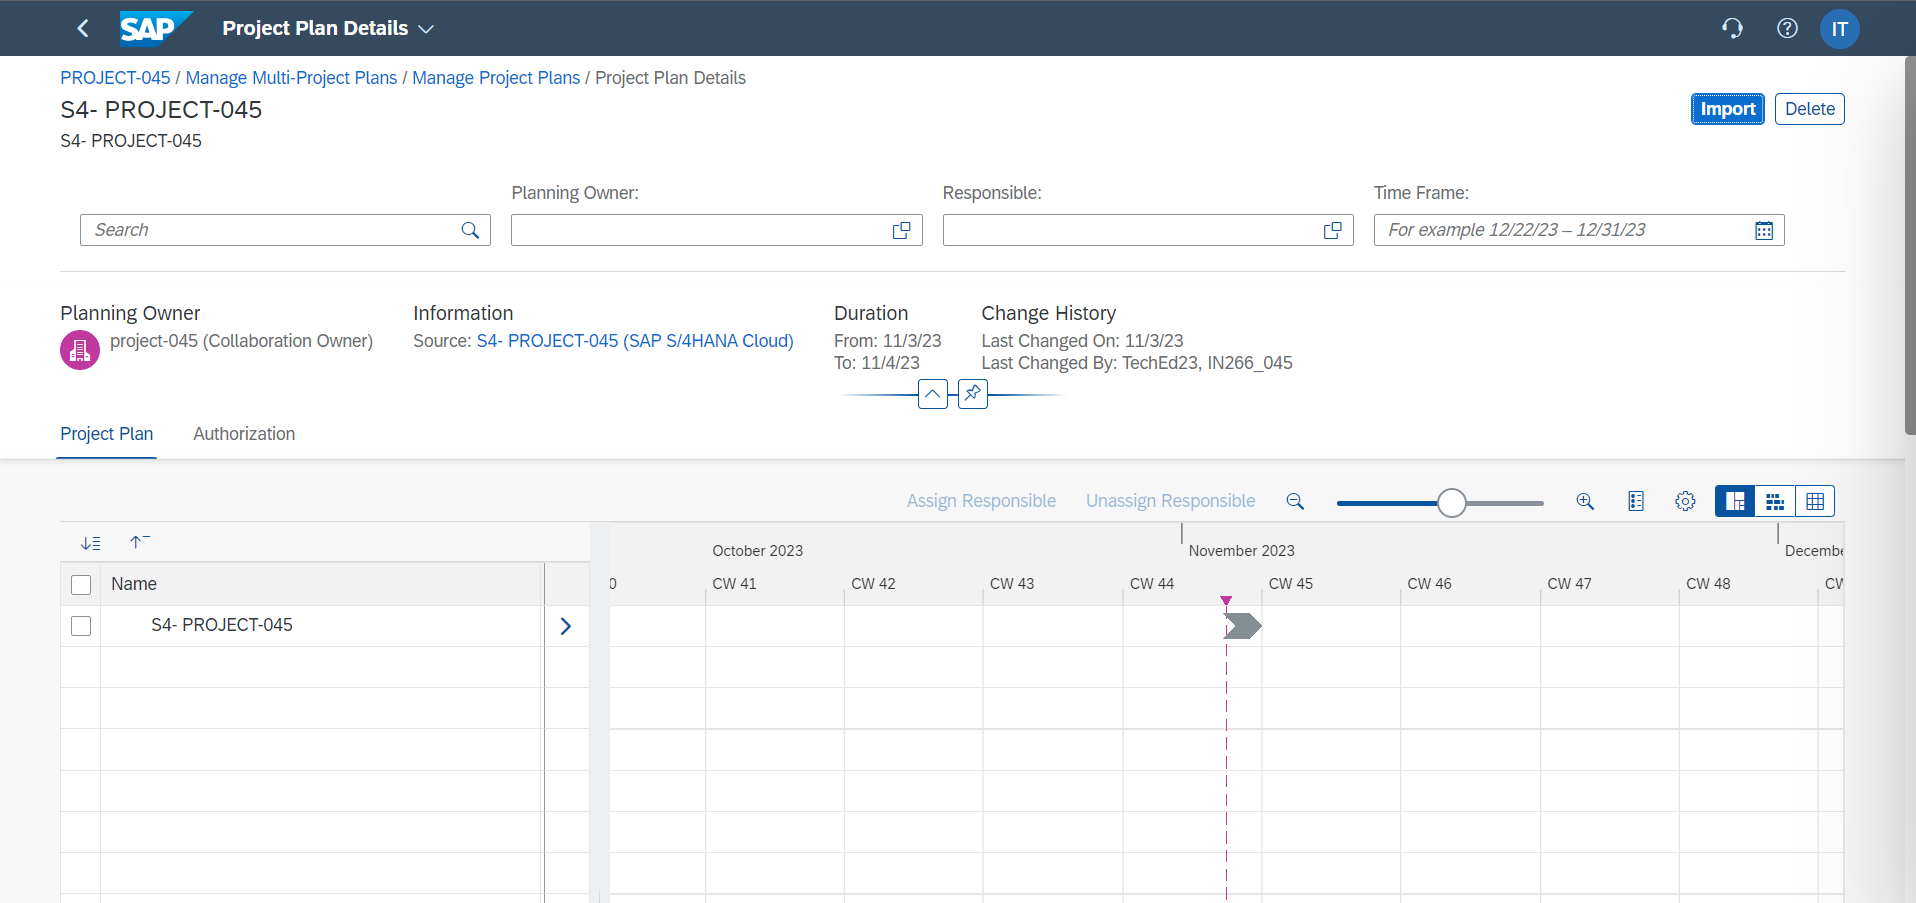 SAP Project Plan Details IT
PROJECT-045 / Manage Multi-Project Plans / Manage Project Plans / Project Plan Details
S4- PROJECT-045
Import Delete
S4- PROJECT-045
Planning Owner: Responsible: Time Frame:
Search For example 12/22/23 – 12/31/23
Planning Owner Information Duration Change History
project-045 (Collaboration Owner) Source: S4- PROJECT-045 (SAP S/4HANA Cloud) From: 11/3/23 Last Changed On: 11/3/23
To: 11/4/23 Last Changed By: TechEd23, IN266_045
Project Plan Authorization
Assign Responsible Unassign Responsible
October 2023 November 2023 Decembe
Name 0 CW 41 CW 42 CW 43 CW 44 CW 45 CW 46 CW 47 CW 48 CW
S4- PROJECT-045